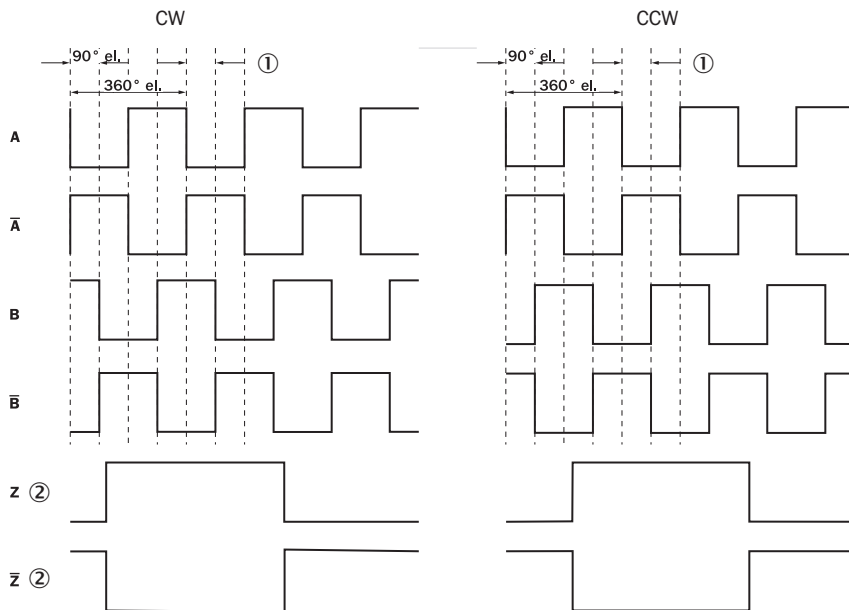 CW CCW
90° el. ① 90° el. ①
360° el. 360° el.
A
A̅
B
B̅
Z ②
Z̅ ②